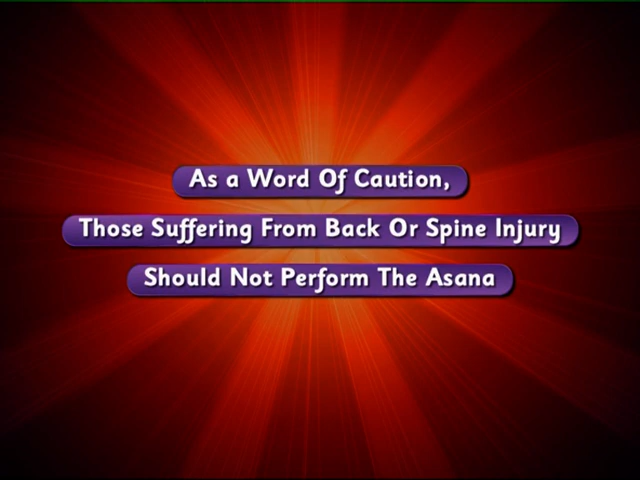 As a Word Of Caution,
Those Suffering From Back Or Spine Injury
Should Not Perform The Asana